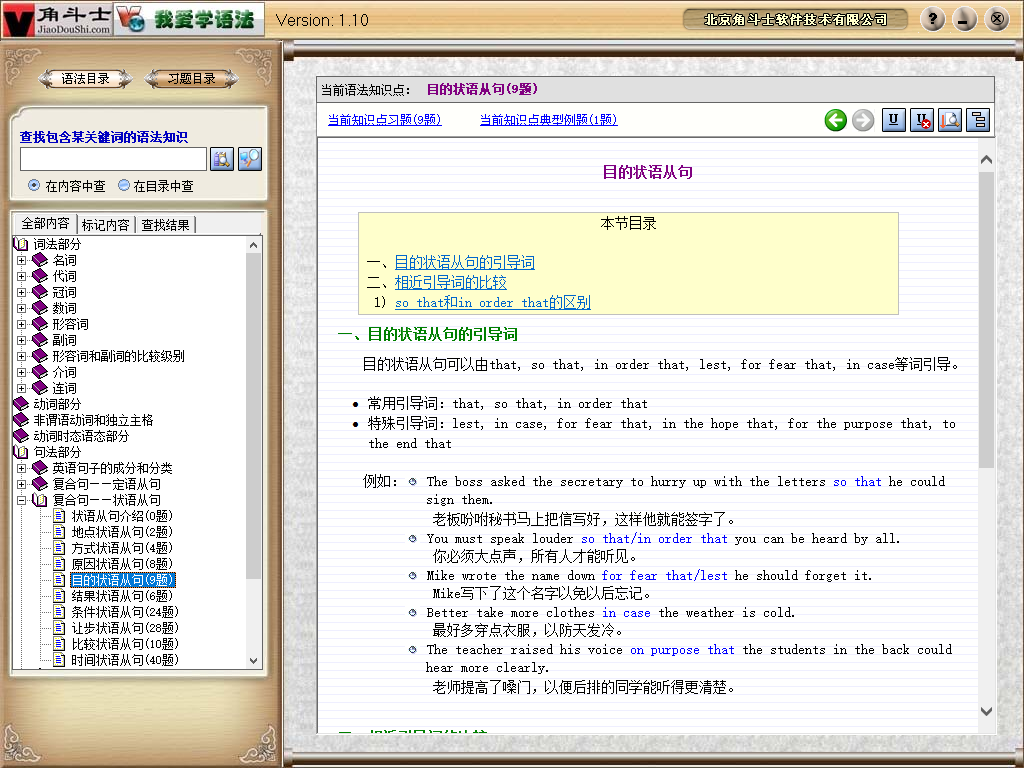 角斗士
JiaoDouShi.com
我爱学语法
Version: 1.10
北京角斗士软件技术有限公司
语法目录
习题目录
查找包含某关键词的语法知识
在内容中查
在目录中查
全部内容
标记内容
查找结果
词法部分
名词
代词
冠词
数词
形容词
副词
形容词和副词的比较级别
介词
连词
动词部分
非谓语动词和独立主格
动词时态语态部分
句法部分
英语句子的成分和分类
复合句——定语从句
复合句——状语从句
状语从句介绍(0题)
地点状语从句(2题)
方式状语从句(4题)
原因状语从句(8题)
目的状语从句(9题)
结果状语从句(6题)
条件状语从句(24题)
让步状语从句(28题)
比较状语从句(10题)
时间状语从句(40题)
当前语法知识点： 目的状语从句(9题)
当前知识点习题(9题)
当前知识点典型例题(1题)
目的状语从句
本节目录
一、目的状语从句的引导词
二、相近引导词的比较
1) so that和in order that的区别
一、目的状语从句的引导词
目的状语从句可以由that, so that, in order that, lest, for fear that, in case等词引导。
• 常用引导词：that, so that, in order that
• 特殊引导词：lest, in case, for fear that, in the hope that, for the purpose that, to
the end that
例如： The boss asked the secretary to hurry up with the letters so that he could
sign them.
老板吩咐秘书马上把信写好，这样他就能签字了。
You must speak louder so that/in order that you can be heard by all.
你必须大点声，所有人才能听见。
Mike wrote the name down for fear that/lest he should forget it.
Mike写下了这个名字以免以后忘记。
Better take more clothes in case the weather is cold.
最好多穿点衣服，以防天发冷。
The teacher raised his voice on purpose that the students in the back could
hear more clearly.
老师提高了嗓门，以便后排的同学能听得更清楚。
二、相近引导词的比较